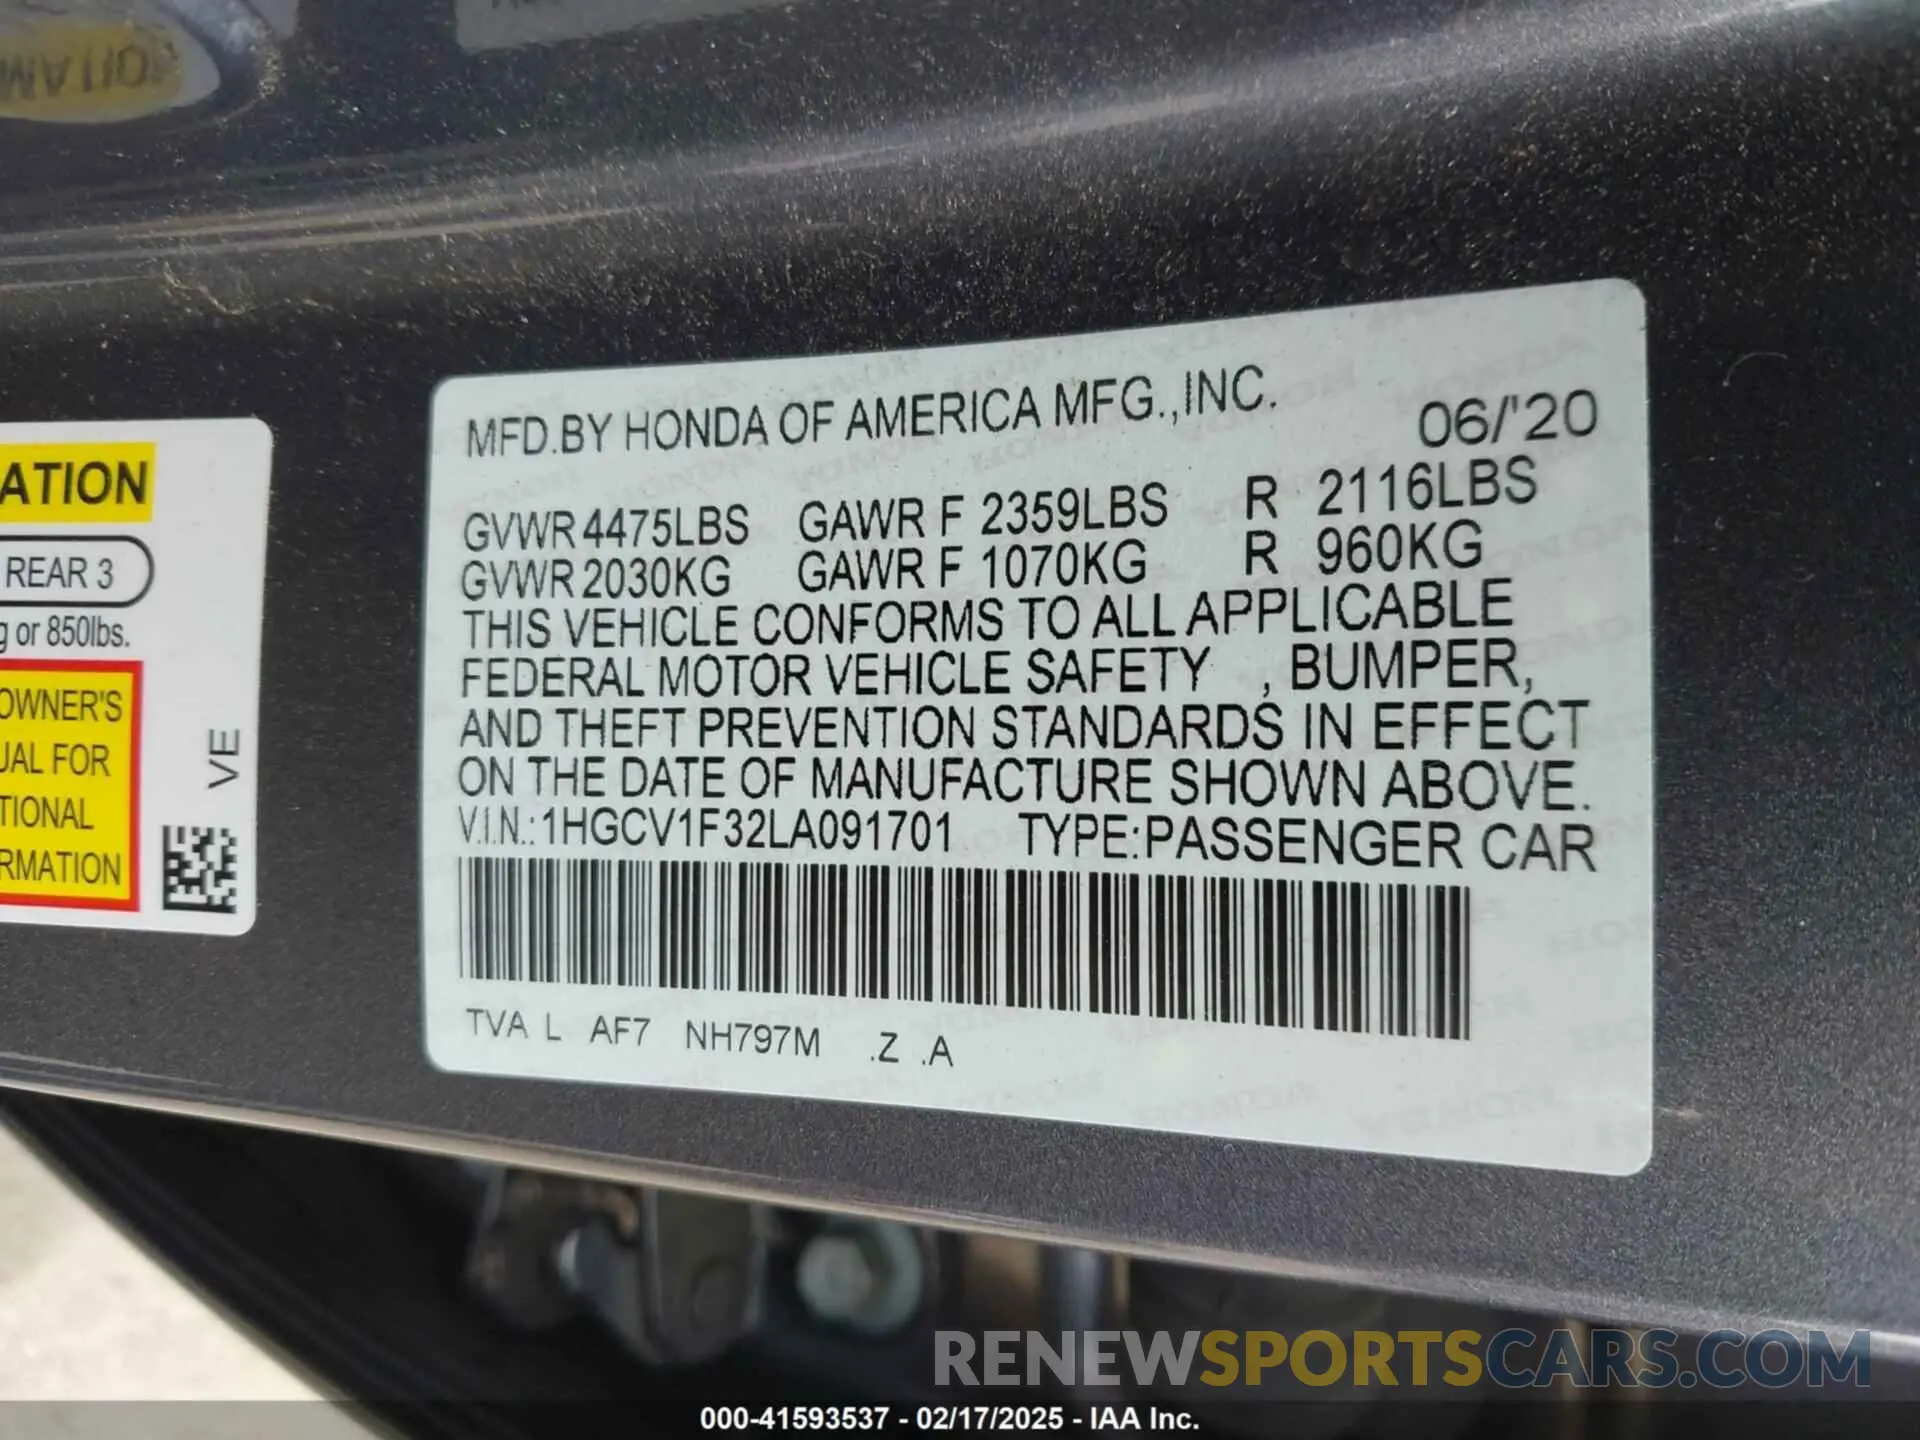 MFD.BY HONDA OF AMERICA MFG.,INC. 06/'20
GVWR 4475LBS GAWR F 2359LBS R 2116LBS
GVWR 2030KG GAWR F 1070KG R 960KG
THIS VEHICLE CONFORMS TO ALL APPLICABLE
FEDERAL MOTOR VEHICLE SAFETY , BUMPER,
AND THEFT PREVENTION STANDARDS IN EFFECT
ON THE DATE OF MANUFACTURE SHOWN ABOVE.
V.I.N.: 1HGCV1F32LA091701 TYPE:PASSENGER CAR
TVA L AF7 NH797M .Z .A
ATION
REAR 3
g or 850lbs.
OWNER'S
UAL FOR
TIONAL
RMATION
VE
RENEWSPORTSCARS.COM
000-41593537 - 02/17/2025 - IAA Inc.